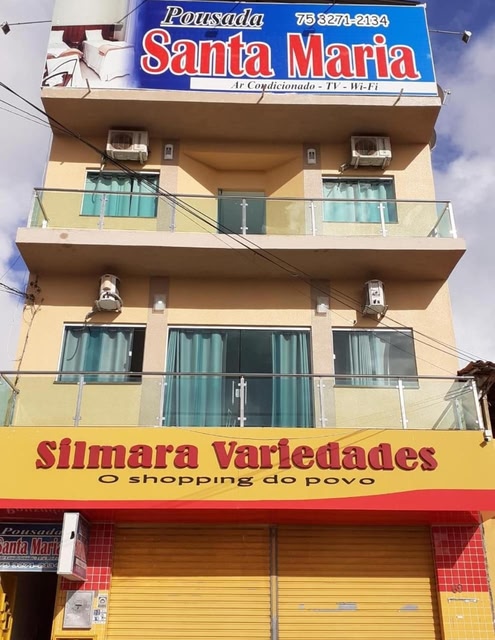 Pousada 75 3271-2134
Santa Maria
Ar Condicionado - TV - Wi-Fi
Silmara Variedades
O shopping do povo
Pousada
Santa Maria